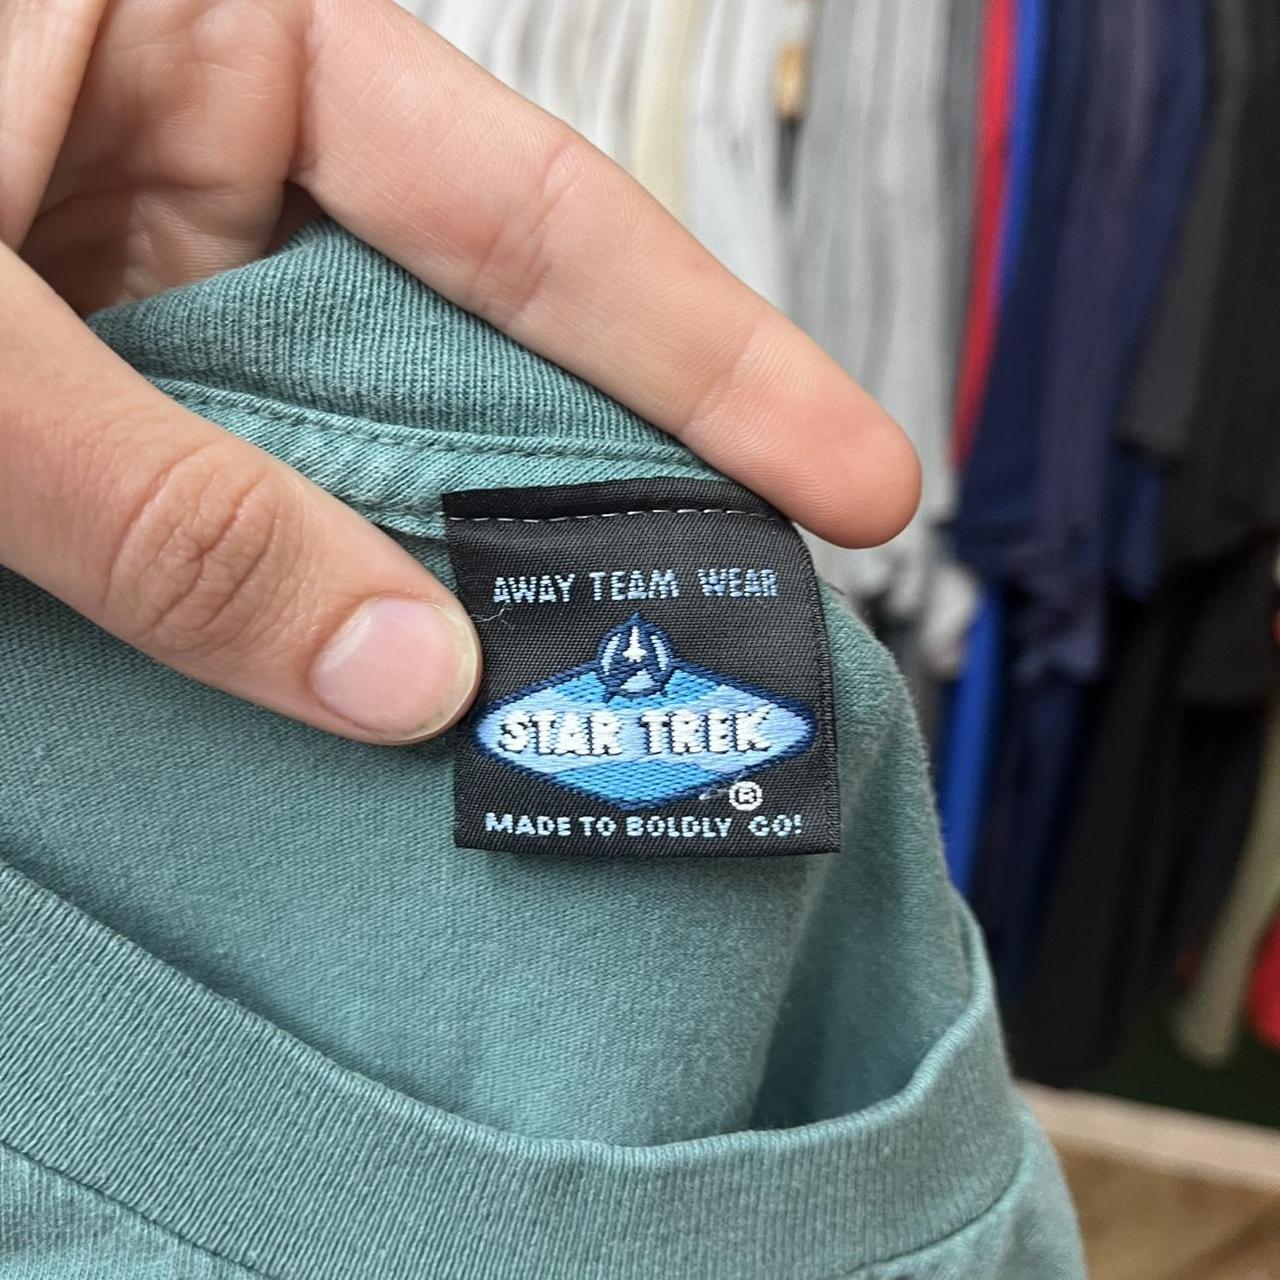 AWAY TEAM WEAR
STAR TREK
®
MADE TO BOLDLY GO!